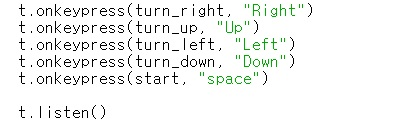 t.onkeypress(turn_right, "Right")
t.onkeypress(turn_up, "Up")
t.onkeypress(turn_left, "Left")
t.onkeypress(turn_down, "Down")
t.onkeypress(start, "space")
t.listen()